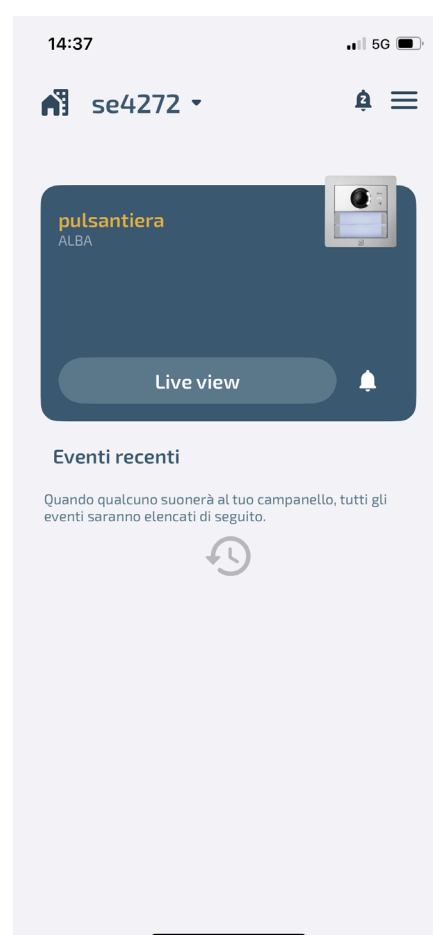 14:37
5G
se4272
pulsantiera
ALBA
Live view
Eventi recenti
Quando qualcuno suonerà al tuo campanello, tutti gli
eventi saranno elencati di seguito.